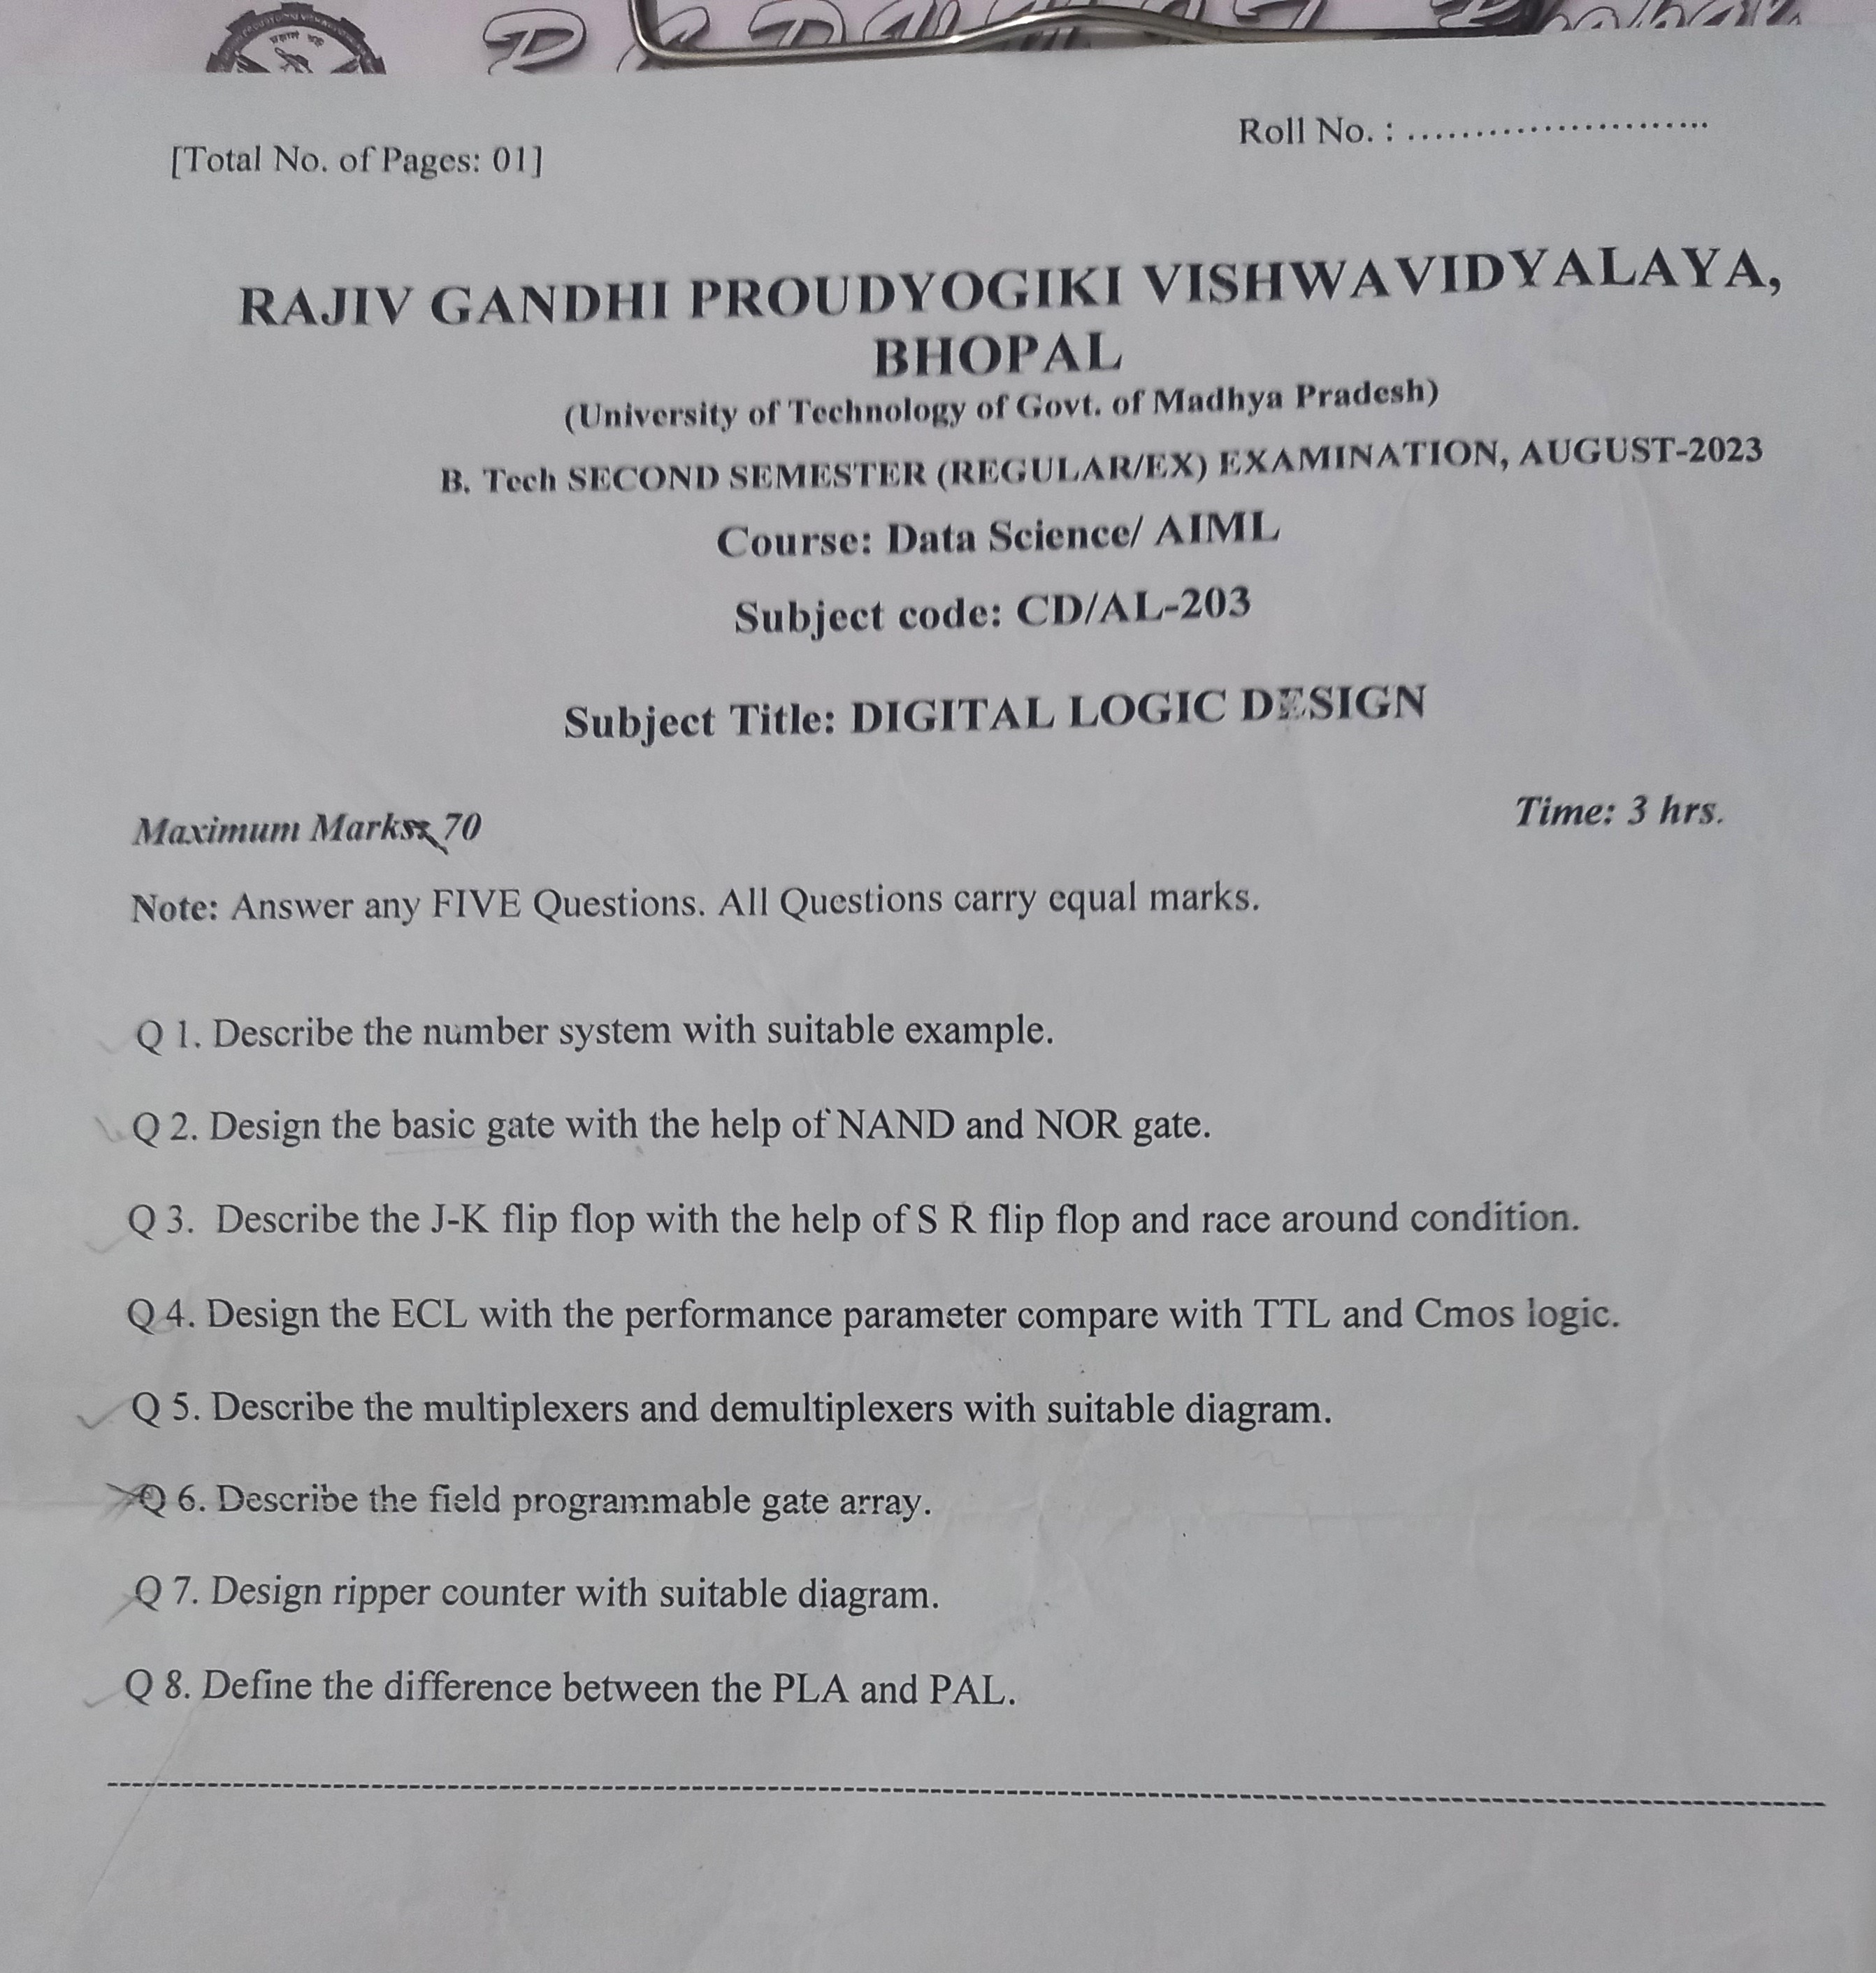 [Total No. of Pages: 01]
Roll No. : ........................
RAJIV GANDHI PROUDYOGIKI VISHWAVIDYALAYA,
BHOPAL
(University of Technology of Govt. of Madhya Pradesh)
B. Tech SECOND SEMESTER (REGULAR/EX) EXAMINATION, AUGUST-2023
Course: Data Science/ AIML
Subject code: CD/AL-203
Subject Title: DIGITAL LOGIC DESIGN
Maximum Marks: 70
Time: 3 hrs.
Note: Answer any FIVE Questions. All Questions carry equal marks.
Q 1. Describe the number system with suitable example.
Q 2. Design the basic gate with the help of NAND and NOR gate.
Q 3. Describe the J-K flip flop with the help of S R flip flop and race around condition.
Q 4. Design the ECL with the performance parameter compare with TTL and Cmos logic.
Q 5. Describe the multiplexers and demultiplexers with suitable diagram.
Q 6. Describe the field programmable gate array.
Q 7. Design ripper counter with suitable diagram.
Q 8. Define the difference between the PLA and PAL.